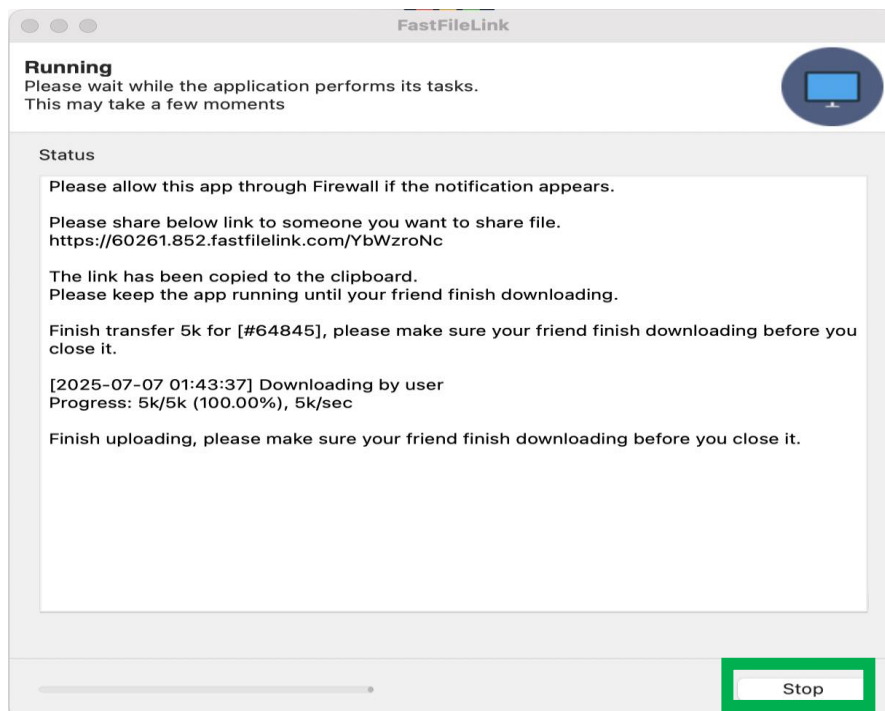 FastFileLink
Running
Please wait while the application performs its tasks.
This may take a few moments
Status
Please allow this app through Firewall if the notification appears.
Please share below link to someone you want to share file.
https://60261.852.fastfilelink.com/YbWzroNc
The link has been copied to the clipboard.
Please keep the app running until your friend finish downloading.
Finish transfer 5k for [#64845], please make sure your friend finish downloading before you
close it.
[2025-07-07 01:43:37] Downloading by user
Progress: 5k/5k (100.00%), 5k/sec
Finish uploading, please make sure your friend finish downloading before you close it.
Stop